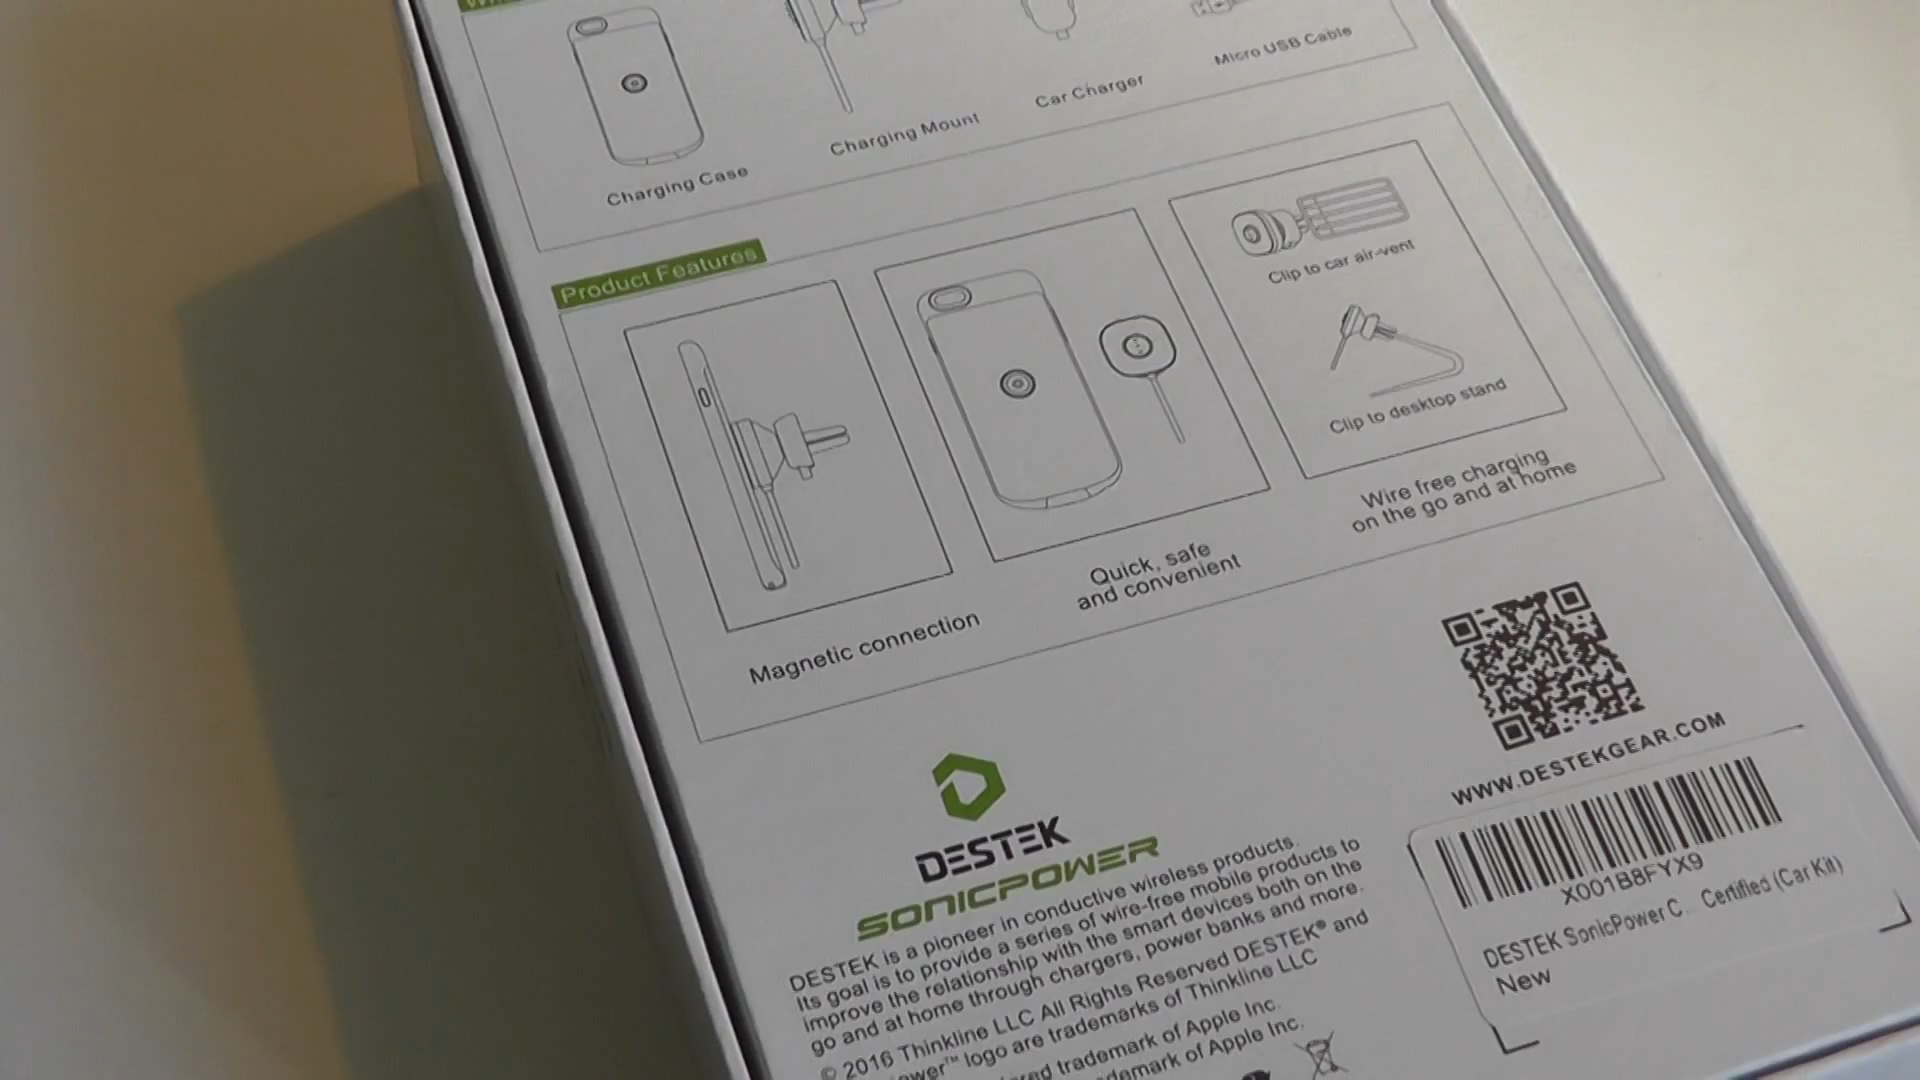 Charging Case
Charging Mount
Car Charger
Micro USB Cable
Product Features
Magnetic connection
Quick, safe
and convenient
Clip to car air-vent
Clip to desktop stand
Wire free charging
on the go and at home
WWW.DESTEKGEAR.COM
DESTEK
SONICPOWER
DESTEK is a pioneer in conductive wireless products.
Its goal is to provide a series of wire-free mobile products to
improve the relationship with the smart devices both on the
go and at home through chargers, power banks and more.
© 2016 Thinkline LLC All Rights Reserved DESTEK® and
logo are trademarks of Thinkline LLC
trademark of Apple Inc.
of Apple Inc.
X001B8FYX9
DESTEK SonicPower C... Certified (Car Kit)
New